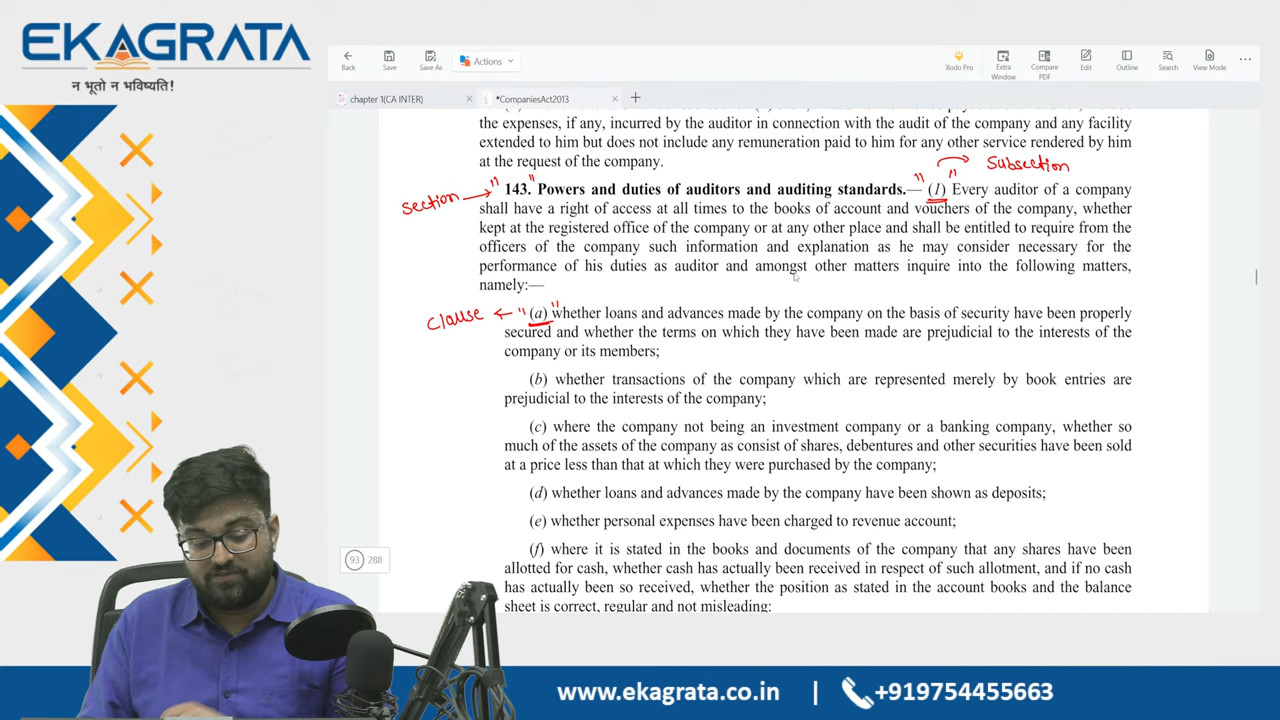 EKAGRATA
न भूतो न भविष्यति!
Back
Save
Save As
Actions
Xodo Pro
Extra Window
Compare PDF
Edit
Outline
Search
View Mode
chapter 1(CA INTER)
*CompaniesAct2013
the expenses, if any, incurred by the auditor in connection with the audit of the company and any facility
extended to him but does not include any remuneration paid to him for any other service rendered by him
at the request of the company.
Subsection
section → "143." Powers and duties of auditors and auditing standards.— "(1)" Every auditor of a company
shall have a right of access at all times to the books of account and vouchers of the company, whether
kept at the registered office of the company or at any other place and shall be entitled to require from the
officers of the company such information and explanation as he may consider necessary for the
performance of his duties as auditor and amongst other matters inquire into the following matters,
namely:—
clause ← "(a)" whether loans and advances made by the company on the basis of security have been properly
secured and whether the terms on which they have been made are prejudicial to the interests of the
company or its members;
(b) whether transactions of the company which are represented merely by book entries are
prejudicial to the interests of the company;
(c) where the company not being an investment company or a banking company, whether so
much of the assets of the company as consist of shares, debentures and other securities have been sold
at a price less than that at which they were purchased by the company;
(d) whether loans and advances made by the company have been shown as deposits;
(e) whether personal expenses have been charged to revenue account;
(f) where it is stated in the books and documents of the company that any shares have been
allotted for cash, whether cash has actually been received in respect of such allotment, and if no cash
has actually been so received, whether the position as stated in the account books and the balance
sheet is correct, regular and not misleading:
93 288
www.ekagrata.co.in | +919754455663